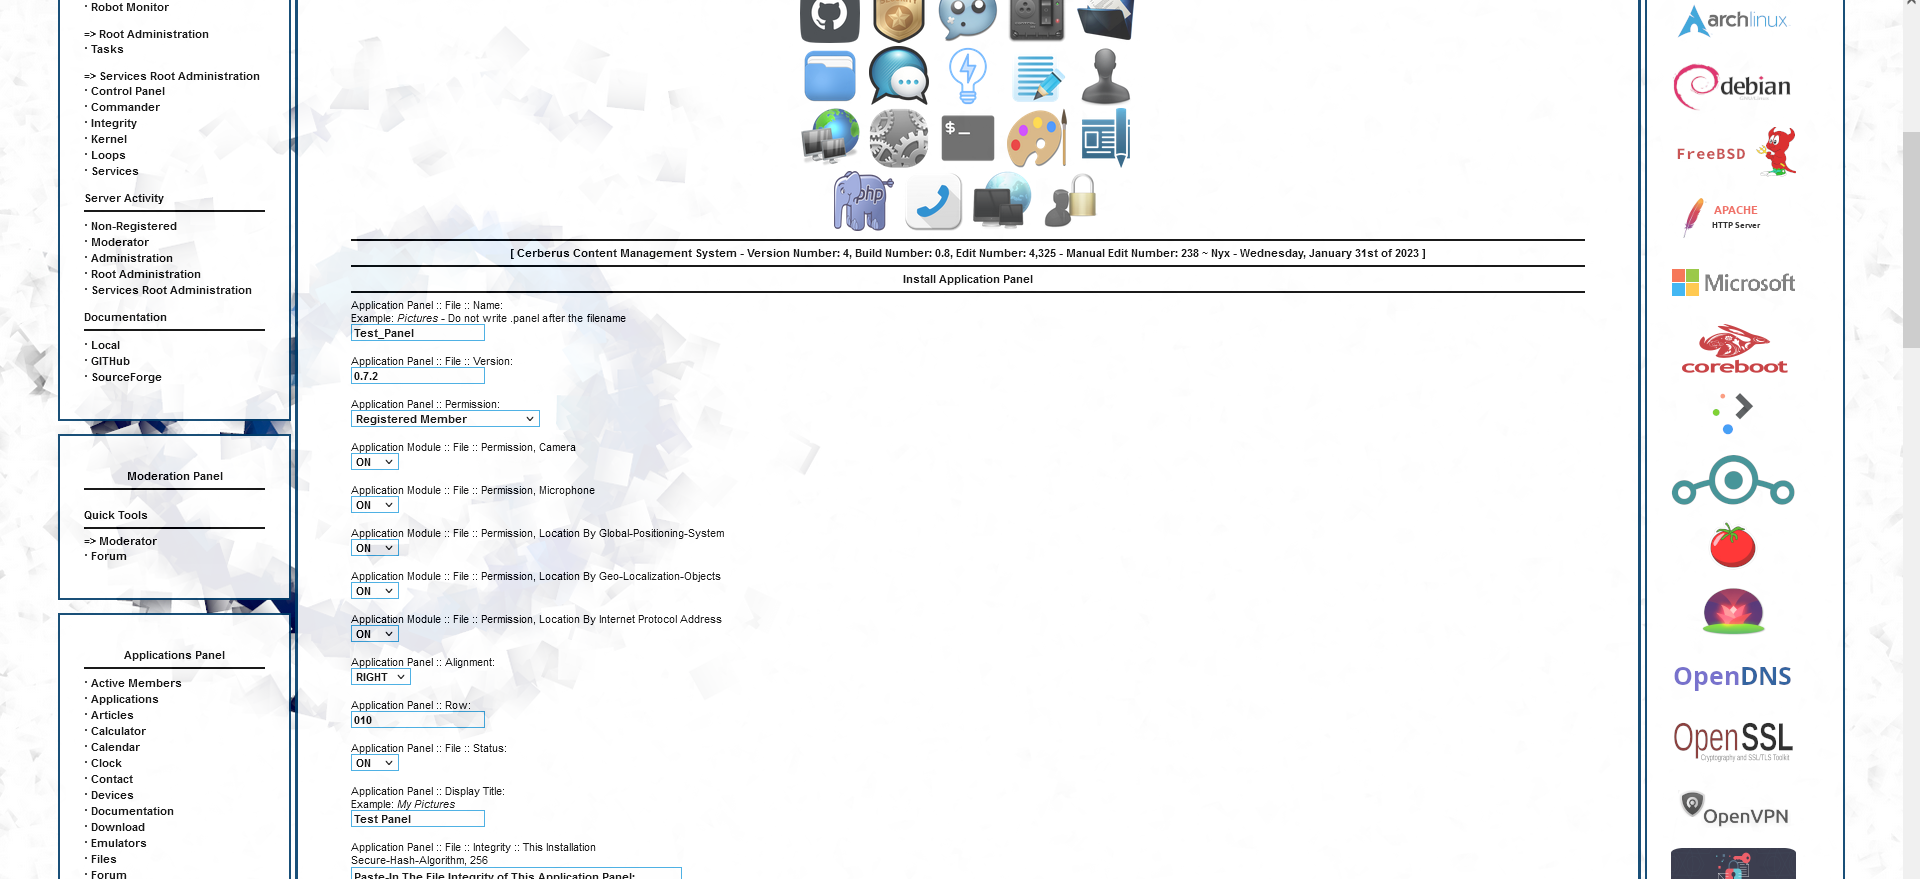 · Robot Monitor
=> Root Administration
· Tasks
=> Services Root Administration
· Control Panel
· Commander
· Integrity
· Kernel
· Loops
· Services
Server Activity
· Non-Registered
· Moderator
· Administration
· Root Administration
· Services Root Administration
Documentation
· Local
· GITHub
· SourceForge
Moderation Panel
Quick Tools
=> Moderator
· Forum
Applications Panel
· Active Members
· Applications
· Articles
· Calculator
· Calendar
· Clock
· Contact
· Devices
· Documentation
· Download
· Emulators
· Files
· Forum
$ _
php
[ Cerberus Content Management System - Version Number: 4, Build Number: 0.8, Edit Number: 4,325 - Manual Edit Number: 238 ~ Nyx - Wednesday, January 31st of 2023 ]
Install Application Panel
Application Panel :: File :: Name:
Example: Pictures - Do not write .panel after the filename
Test_Panel
Application Panel :: File :: Version:
0.7.2
Application Panel :: Permission:
Registered Member
Application Module :: File :: Permission, Camera
ON
Application Module :: File :: Permission, Microphone
ON
Application Module :: File :: Permission, Location By Global-Positioning-System
ON
Application Module :: File :: Permission, Location By Geo-Localization-Objects
ON
Application Module :: File :: Permission, Location By Internet Protocol Address
ON
Application Panel :: Alignment:
RIGHT
Application Panel :: Row:
010
Application Panel :: File :: Status:
ON
Application Panel :: Display Title:
Example: My Pictures
Test Panel
Application Panel :: File :: Integrity :: This Installation
Secure-Hash-Algorithm, 256
Paste-In The File Integrity of This Application Panel:
archlinux
debian
FreeBSD
APACHE
HTTP Server
Microsoft
coreboot
OpenDNS
OpenSSL
Cryptography and SSL/TLS Toolkit
OpenVPN